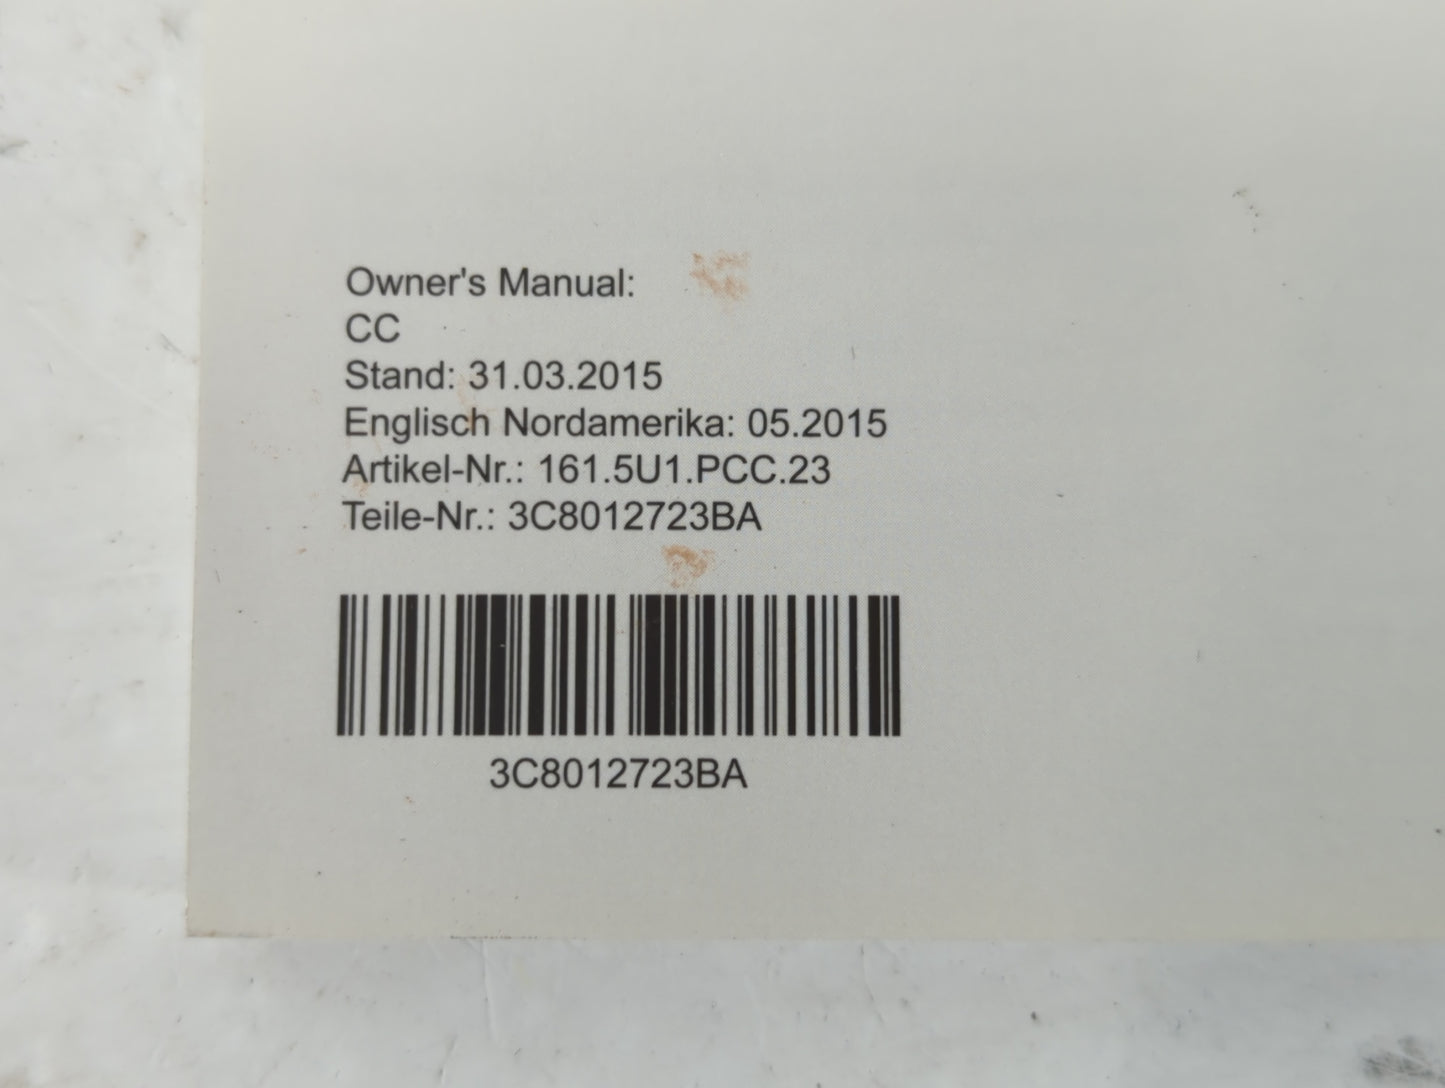 Owner's Manual:
CC
Stand: 31.03.2015
Englisch Nordamerika: 05.2015
Artikel-Nr.: 161.5U1.PCC.23
Teile-Nr.: 3C8012723BA
3C8012723BA